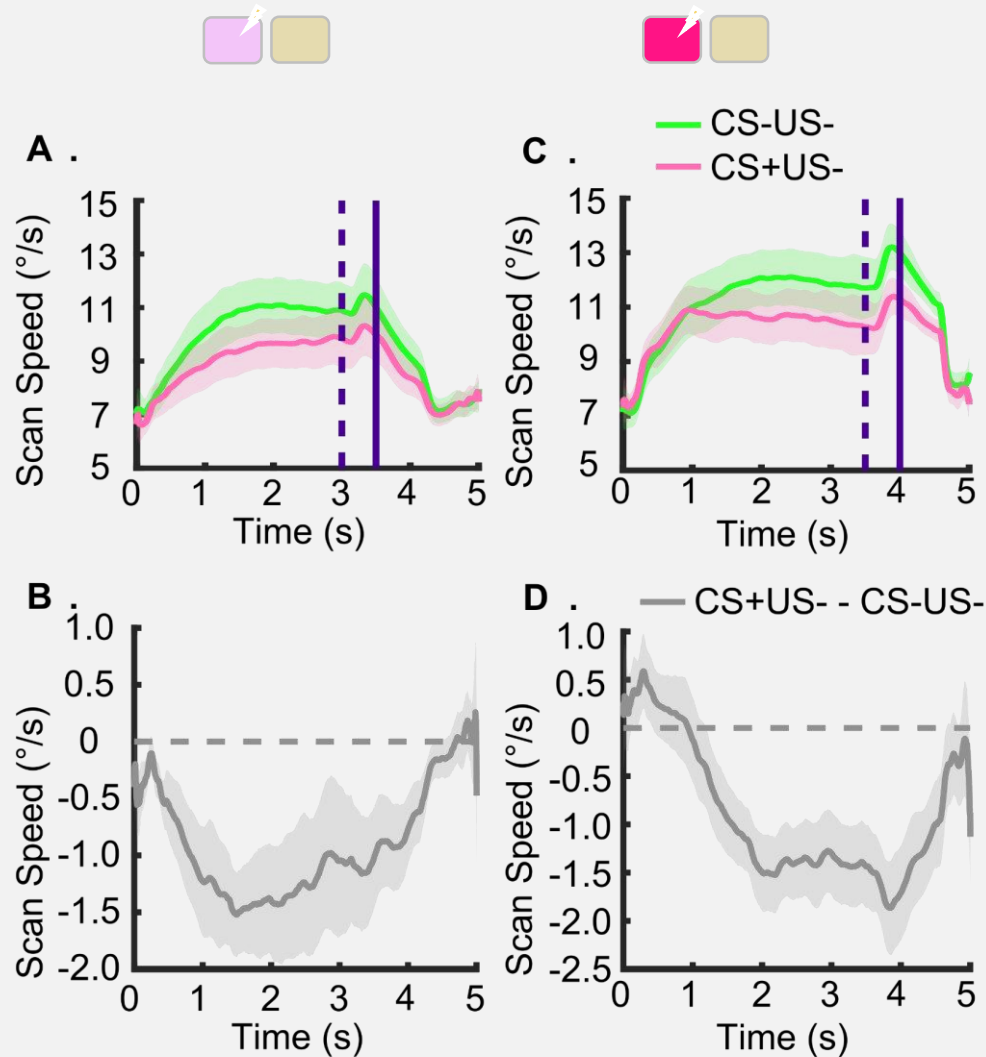 CS-US-
CS+US-
A .
C .
Scan Speed (°/s)
15
13
11
9
7
5
0 1 2 3 4 5
Time (s)
Scan Speed (°/s)
15
13
11
9
7
5
0 1 2 3 4 5
Time (s)
B .
D .
CS+US- - CS-US-
Scan Speed (°/s)
1.0
0.5
0
-0.5
-1.0
-1.5
-2.0
0 1 2 3 4 5
Time (s)
Scan Speed (°/s)
1.0
0.5
0
-0.5
-1.0
-1.5
-2.0
-2.5
0 1 2 3 4 5
Time (s)